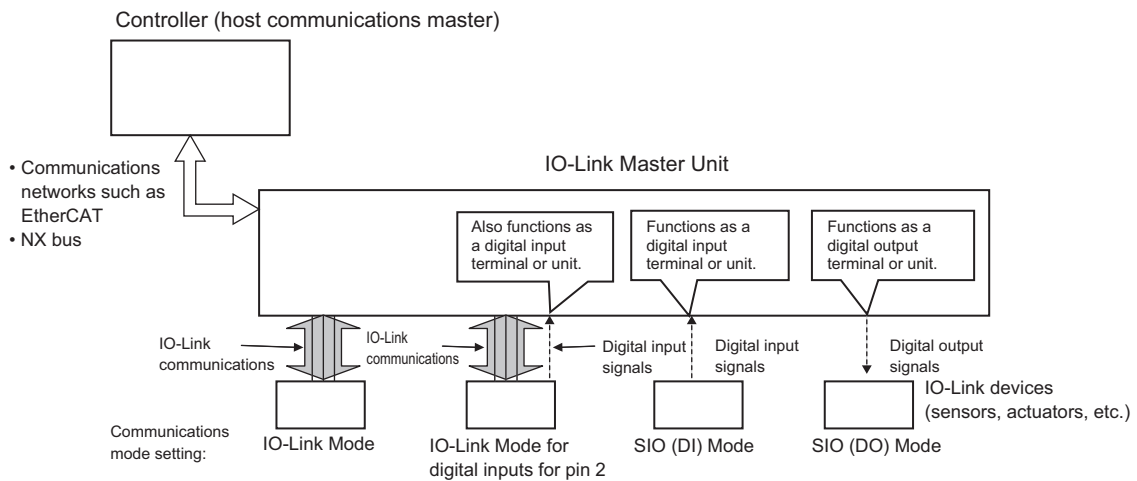 Controller (host communications master)
• Communications
networks such as
EtherCAT
• NX bus
IO-Link Master Unit
Also functions as
a digital input
terminal or unit.
Functions as a
digital input
terminal or unit.
Functions as a
digital output
terminal or unit.
IO-Link
communications
IO-Link
communications
Digital input
signals
Digital input
signals
Digital output
signals
IO-Link devices
(sensors, actuators, etc.)
Communications
mode setting:
IO-Link Mode
IO-Link Mode for
digital inputs for pin 2
SIO (DI) Mode
SIO (DO) Mode